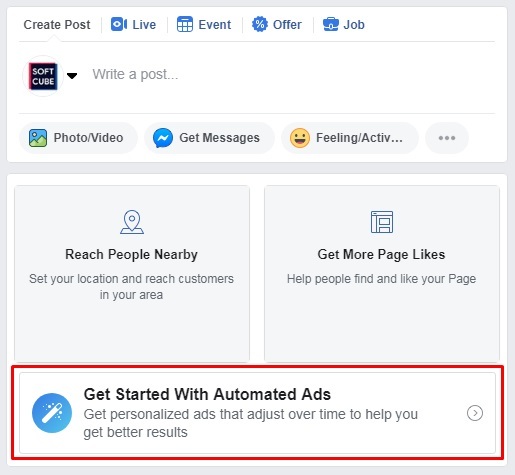 Create Post Live Event Offer Job
SOFT
CUBE
Write a post...
Photo/Video Get Messages Feeling/Activ...
Reach People Nearby
Set your location and reach customers
in your area
Get More Page Likes
Help people find and like your Page
Get Started With Automated Ads
Get personalized ads that adjust over time to help you
get better results